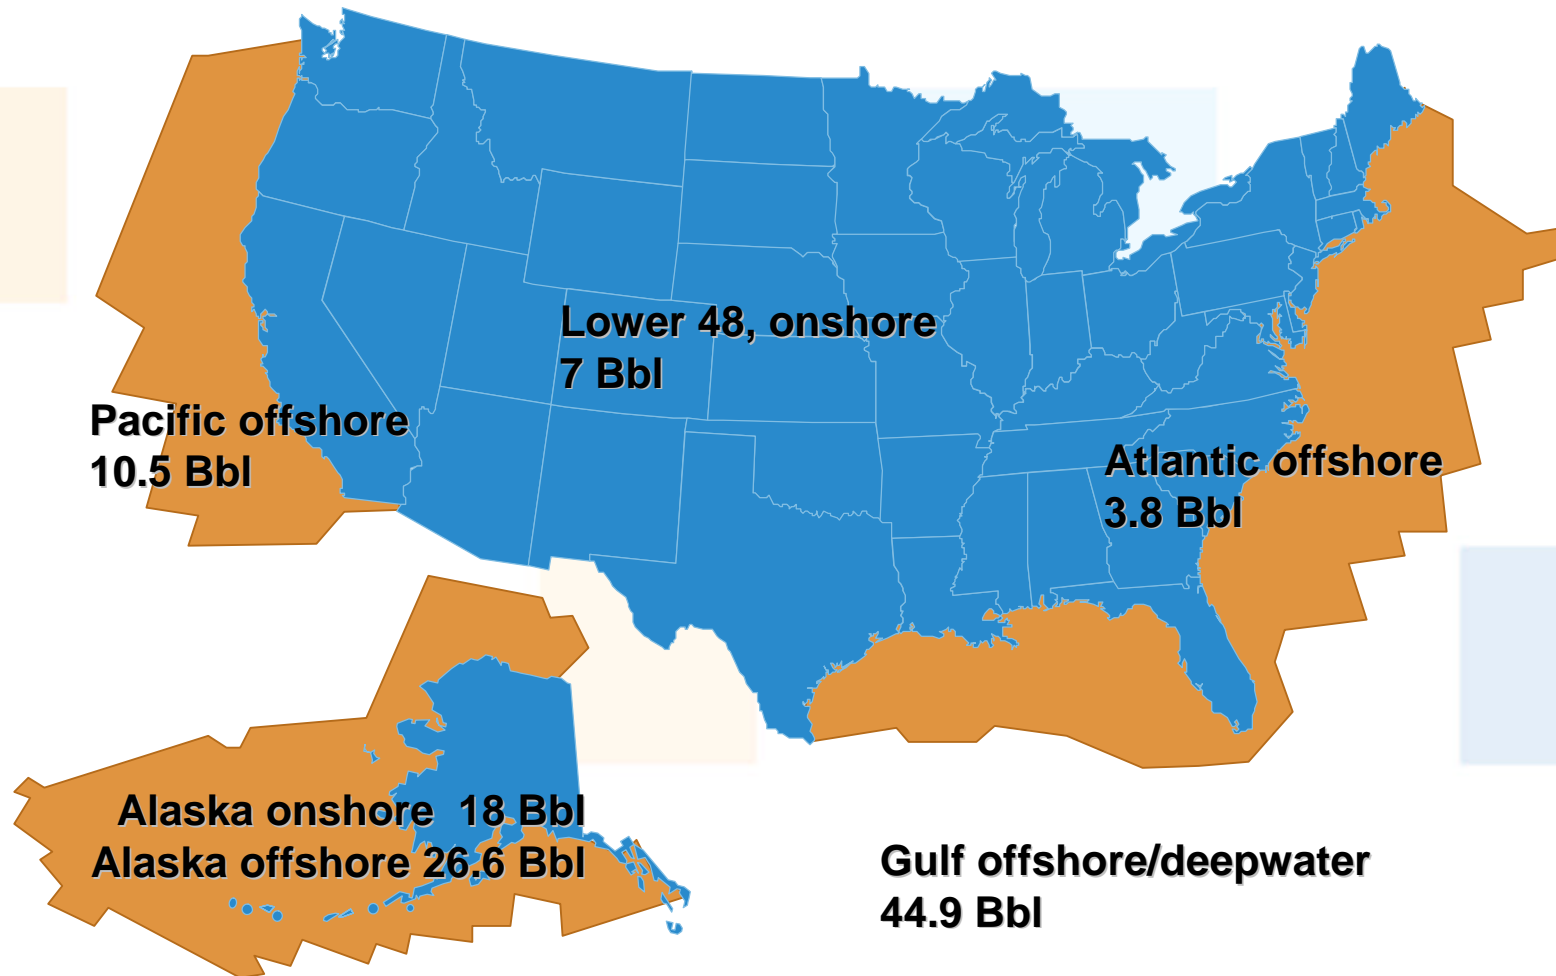 Lower 48, onshore
7 Bbl
Pacific offshore
10.5 Bbl
Atlantic offshore
3.8 Bbl
Alaska onshore  18 Bbl
Alaska offshore 26.6 Bbl
Gulf offshore/deepwater
44.9 Bbl